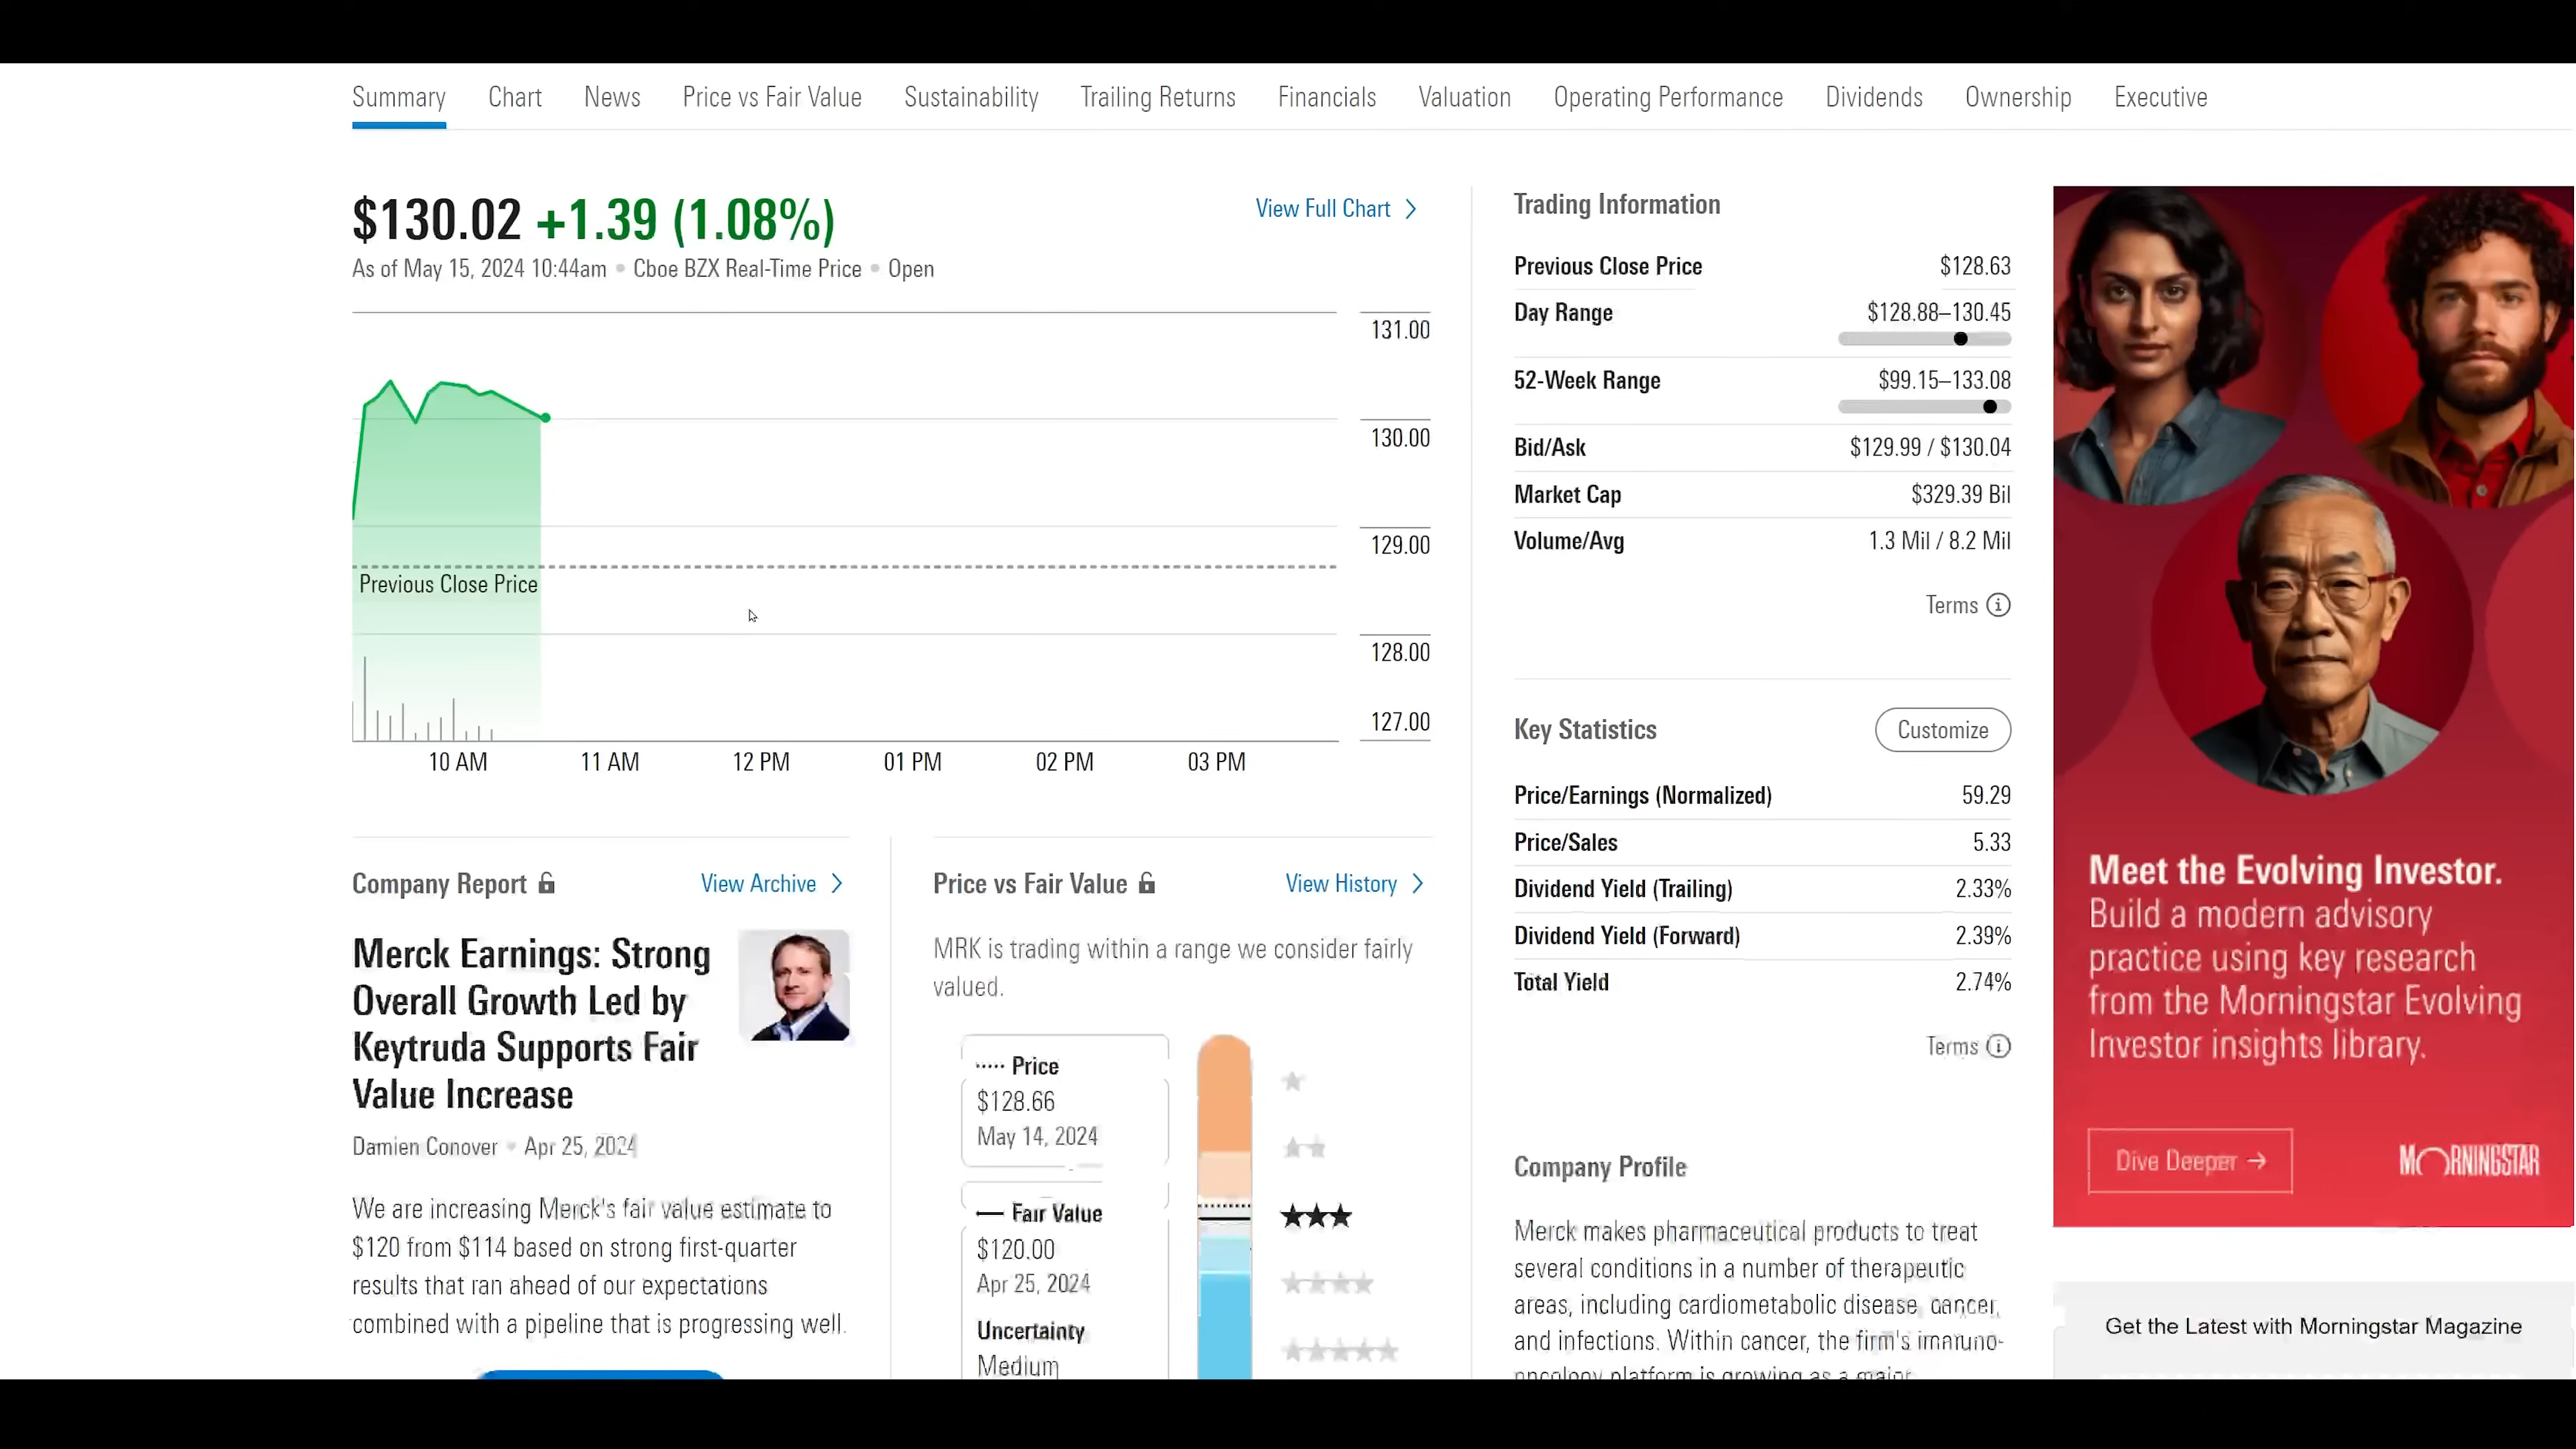 Summary Chart News Price vs Fair Value Sustainability Trailing Returns Financials Valuation Operating Performance Dividends Ownership Executive
$130.02 +1.39 (1.08%)
View Full Chart
As of May 15, 2024 10:44am • Cboe BZX Real-Time Price • Open
131.00
130.00
129.00
Previous Close Price
128.00
127.00
10 AM 11 AM 12 PM 01 PM 02 PM 03 PM
Company Report
View Archive
Merck Earnings: Strong
Overall Growth Led by
Keytruda Supports Fair
Value Increase
Damien Conover • Apr 25, 2024
We are increasing Merck's fair value estimate to
$120 from $114 based on strong first-quarter
results that ran ahead of our expectations
combined with a pipeline that is progressing well.
Price vs Fair Value
View History
MRK is trading within a range we consider fairly
valued.
Price
$128.66
May 14, 2024
Fair Value
$120.00
Apr 25, 2024
Uncertainty
Medium
Trading Information
Previous Close Price $128.63
Day Range $128.88–130.45
52-Week Range $99.15–133.08
Bid/Ask $129.99 / $130.04
Market Cap $329.39 Bil
Volume/Avg 1.3 Mil / 8.2 Mil
Terms
Key Statistics
Customize
Price/Earnings (Normalized) 59.29
Price/Sales 5.33
Dividend Yield (Trailing) 2.33%
Dividend Yield (Forward) 2.39%
Total Yield 2.74%
Terms
Company Profile
Merck makes pharmaceutical products to treat
several conditions in a number of therapeutic
areas, including cardiometabolic disease, cancer,
and infections. Within cancer, the firm's immuno-
oncology platform is growing as a major
Meet the Evolving Investor.
Build a modern advisory
practice using key research
from the Morningstar Evolving
Investor insights library.
Dive Deeper →
MORNINGSTAR
Get the Latest with Morningstar Magazine